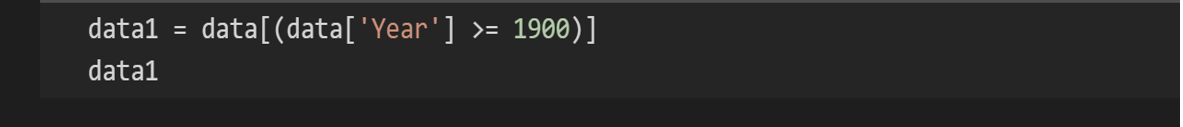 data1 = data[(data['Year'] >= 1900)]
data1